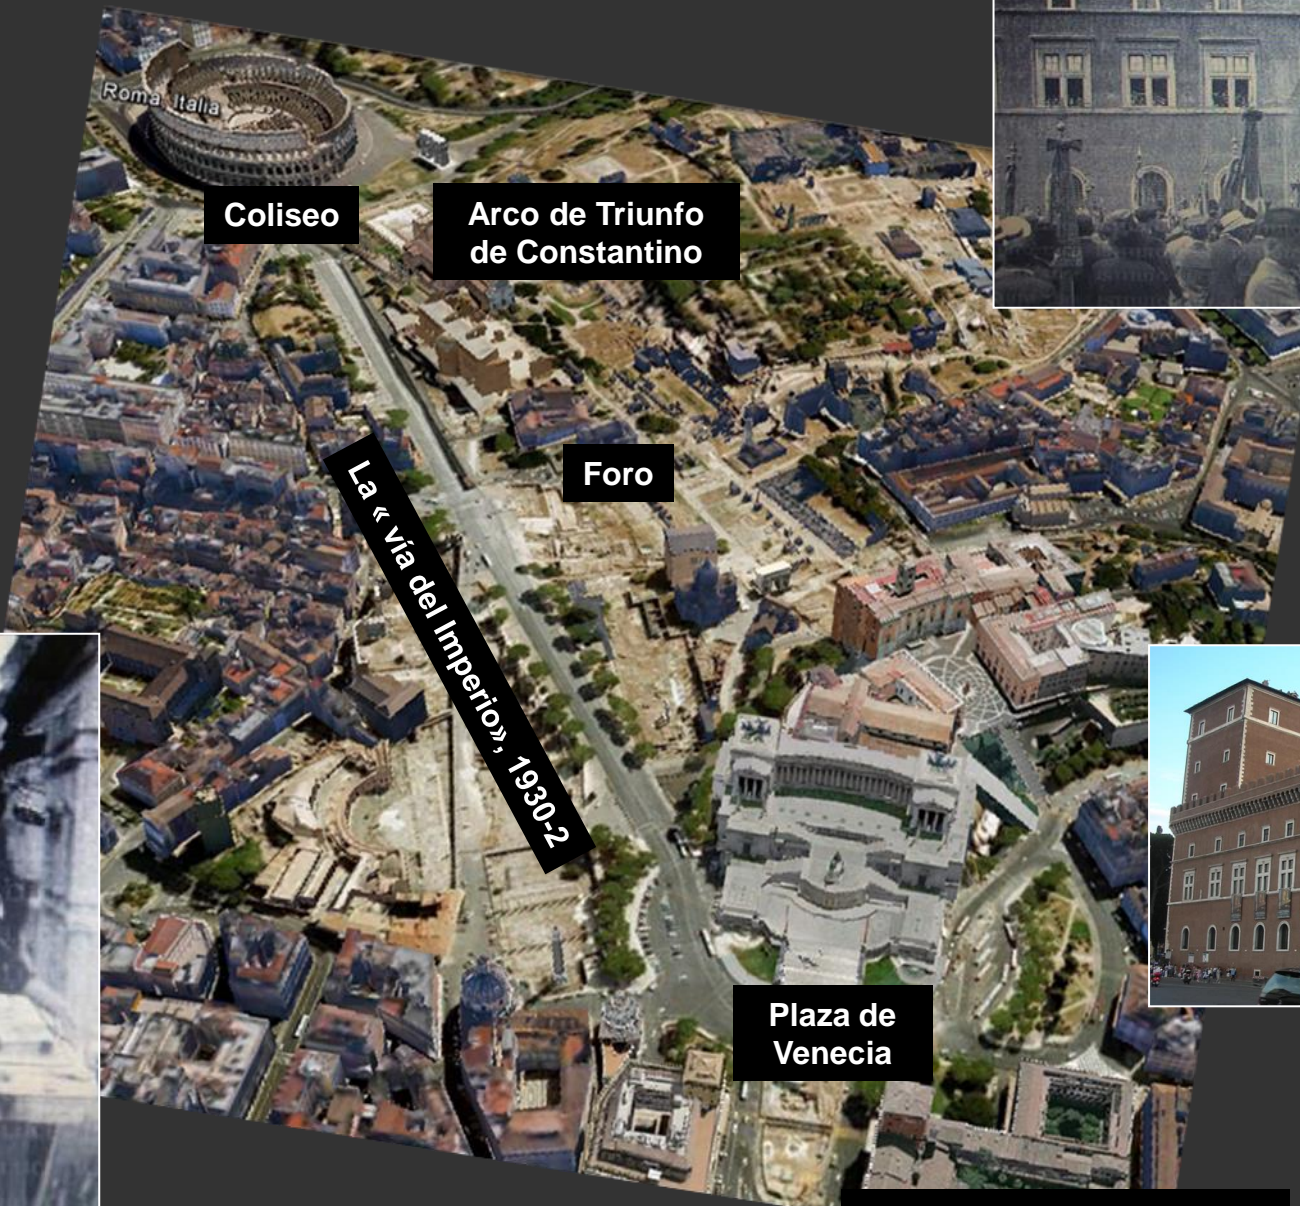 Roma Italia
Coliseo
Arco de Triunfo
de Constantino
Foro
La « vía del Imperio», 1930-2
Plaza de
Venecia